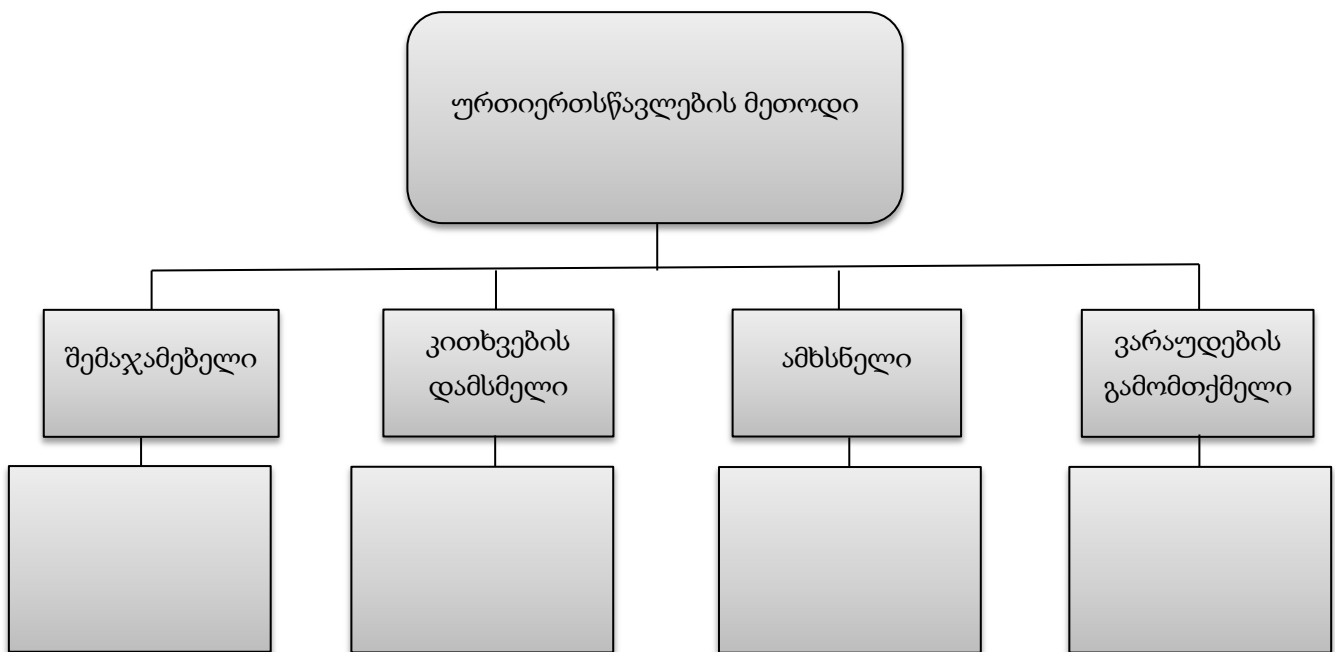 ურთიერთსწავლების მეთოდი
შემაჯამებელი
კითხვების
დამსმელი
ამხსნელი
ვარაუდების
გამომთქმელი